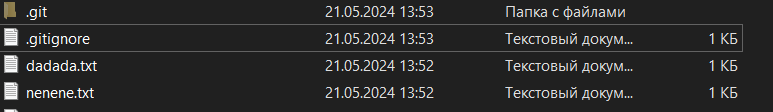 .git 21.05.2024 13:53 Папка с файлами
.gitignore 21.05.2024 13:53 Текстовый докум... 1 КБ
dadada.txt 21.05.2024 13:52 Текстовый докум... 1 КБ
nenene.txt 21.05.2024 13:52 Текстовый докум... 1 КБ